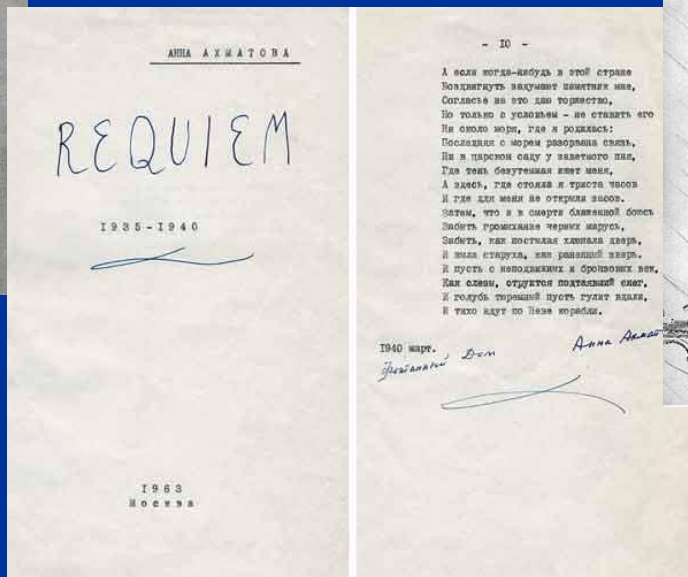 АННА АХМАТОВА
REQUIEM
1935-1940
1963
Москва
- 10 -
А если когда-нибудь в этой стране
Воздвигнуть задумают памятник мне,
Согласье на это даю торжество,
Но только с условьем - не ставить его
Ни около моря, где я родилась:
Последняя с морем разорвана связь,
Ни в царском саду у заветного пня,
Где тень безутешная ищет меня,
А здесь, где стояла я триста часов
И где для меня не открыли засов.
Затем, что и в смерти блаженной боюсь
Забыть громыхание черных марусь,
Забыть, как постылая хлопала дверь,
И выла старуха, как раненый зверь.
И пусть с неподвижных и бронзовых век,
Как слезы, струится подтаявший снег,
И голубь тюремный пусть гулит вдали,
И тихо идут по Неве корабли.
1940 март.
Фонтанный Дом
Анна Ахмат